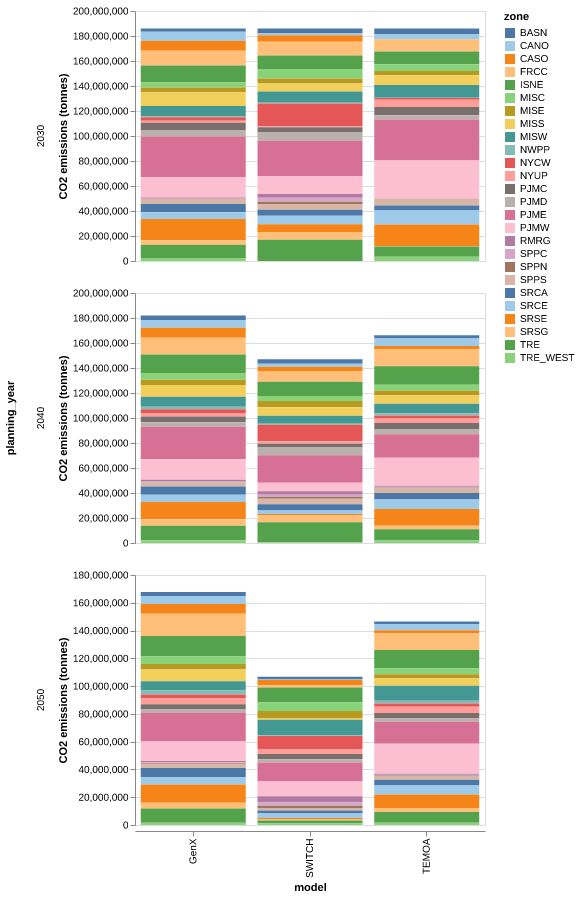 zone
BASN
CANO
CASO
FRCC
ISNE
MISC
MISE
MISS
MISW
NWPP
NYCW
NYUP
PJMC
PJMD
PJME
PJMW
RMRG
SPPC
SPPN
SPPS
SRCA
SRCE
SRSE
SRSG
TRE
TRE_WEST
planning_year
2030
CO2 emissions (tonnes)
200,000,000
180,000,000
160,000,000
140,000,000
120,000,000
100,000,000
80,000,000
60,000,000
40,000,000
20,000,000
0
2040
CO2 emissions (tonnes)
200,000,000
180,000,000
160,000,000
140,000,000
120,000,000
100,000,000
80,000,000
60,000,000
40,000,000
20,000,000
0
2050
CO2 emissions (tonnes)
180,000,000
160,000,000
140,000,000
120,000,000
100,000,000
80,000,000
60,000,000
40,000,000
20,000,000
0
GenX
SWITCH
TEMOA
model